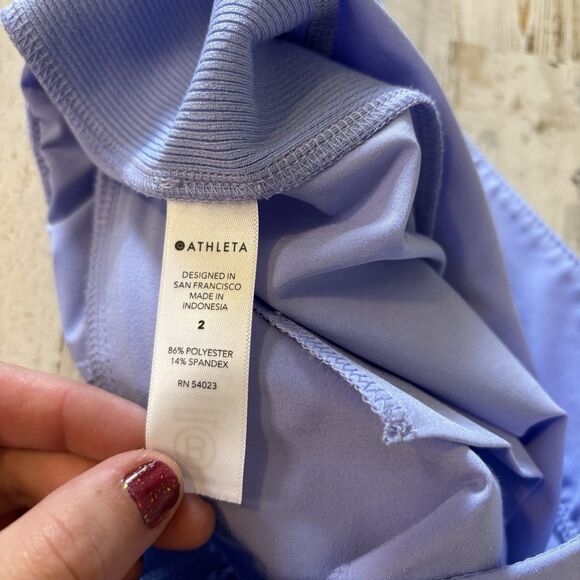 ATHLETA
DESIGNED IN
SAN FRANCISCO
MADE IN
INDONESIA
2
86% POLYESTER
14% SPANDEX
RN 54023
B